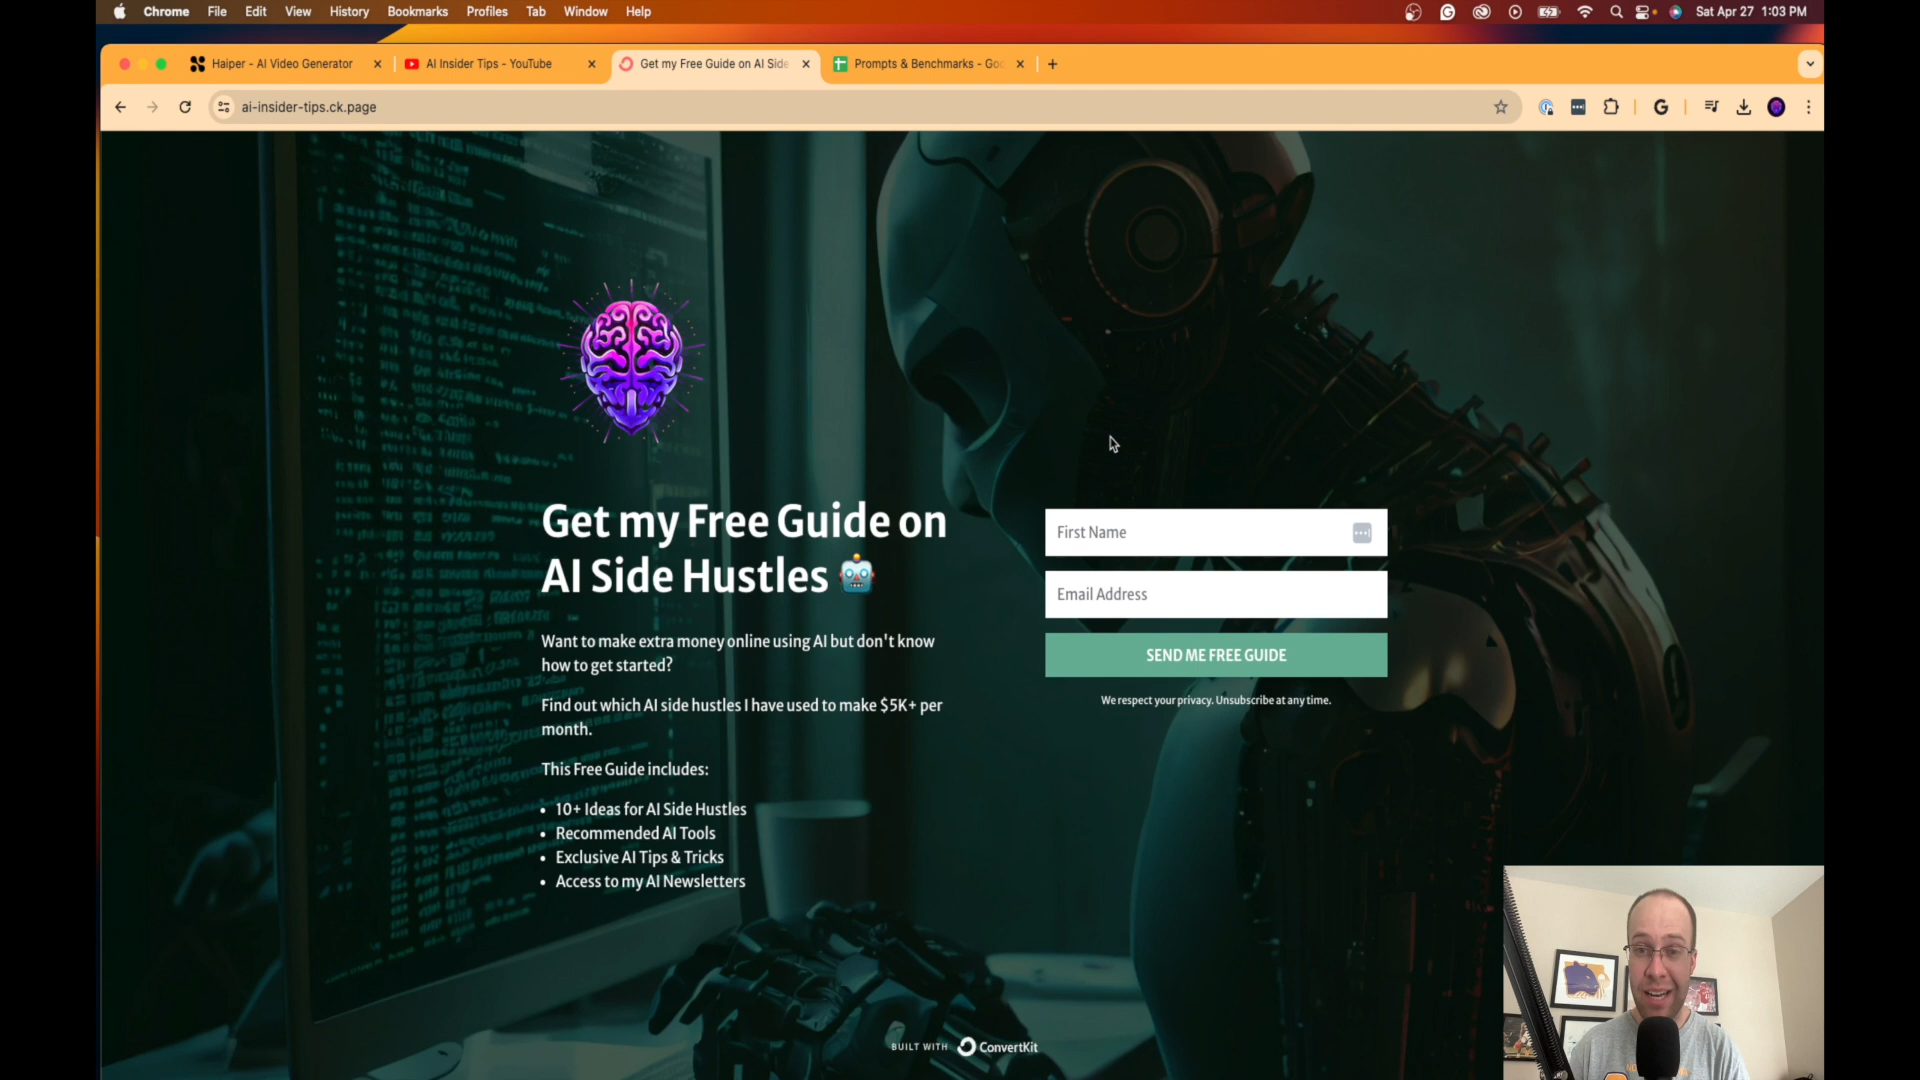 Chrome File Edit View History Bookmarks Profiles Tab Window Help Sat Apr 27 1:03 PM
Haiper - AI Video Generator AI Insider Tips - YouTube Get my Free Guide on AI Side Prompts & Benchmarks - Goo
ai-insider-tips.ck.page
Get my Free Guide on
AI Side Hustles 🤖
Want to make extra money online using AI but don't know
how to get started?
Find out which AI side hustles I have used to make $5K+ per
month.
This Free Guide includes:
• 10+ Ideas for AI Side Hustles
• Recommended AI Tools
• Exclusive AI Tips & Tricks
• Access to my AI Newsletters
First Name
Email Address
SEND ME FREE GUIDE
We respect your privacy. Unsubscribe at any time.
BUILT WITH ConvertKit